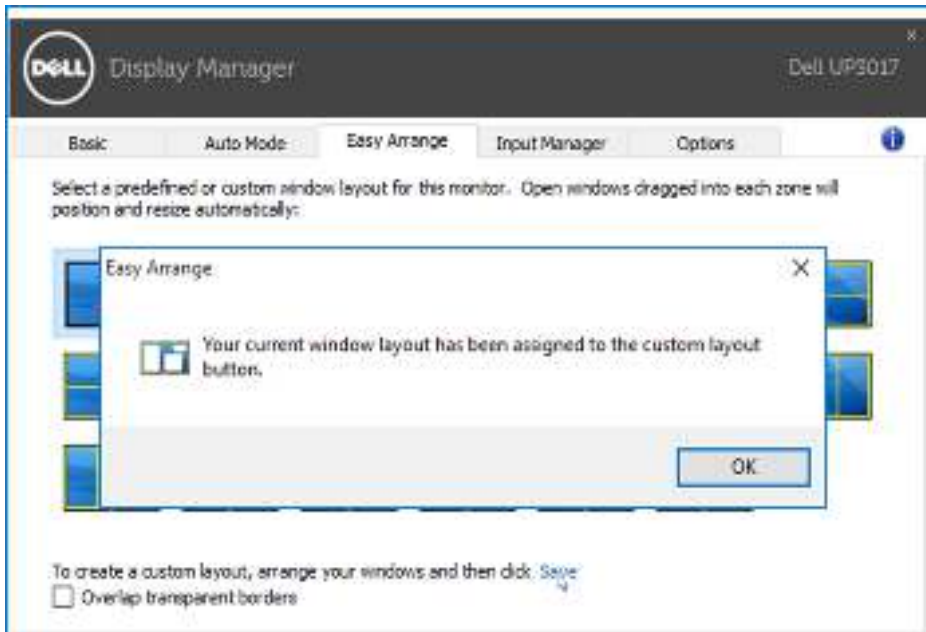 DELL Display Manager
Dell UP3017
Basic Auto Mode Easy Arrange Input Manager Options
Select a predefined or custom window layout for this monitor. Open windows dragged into each zone will
position and resize automatically:
Easy Arrange
Your current window layout has been assigned to the custom layout
button.
OK
To create a custom layout, arrange your windows and then click Save
Overlap transparent borders